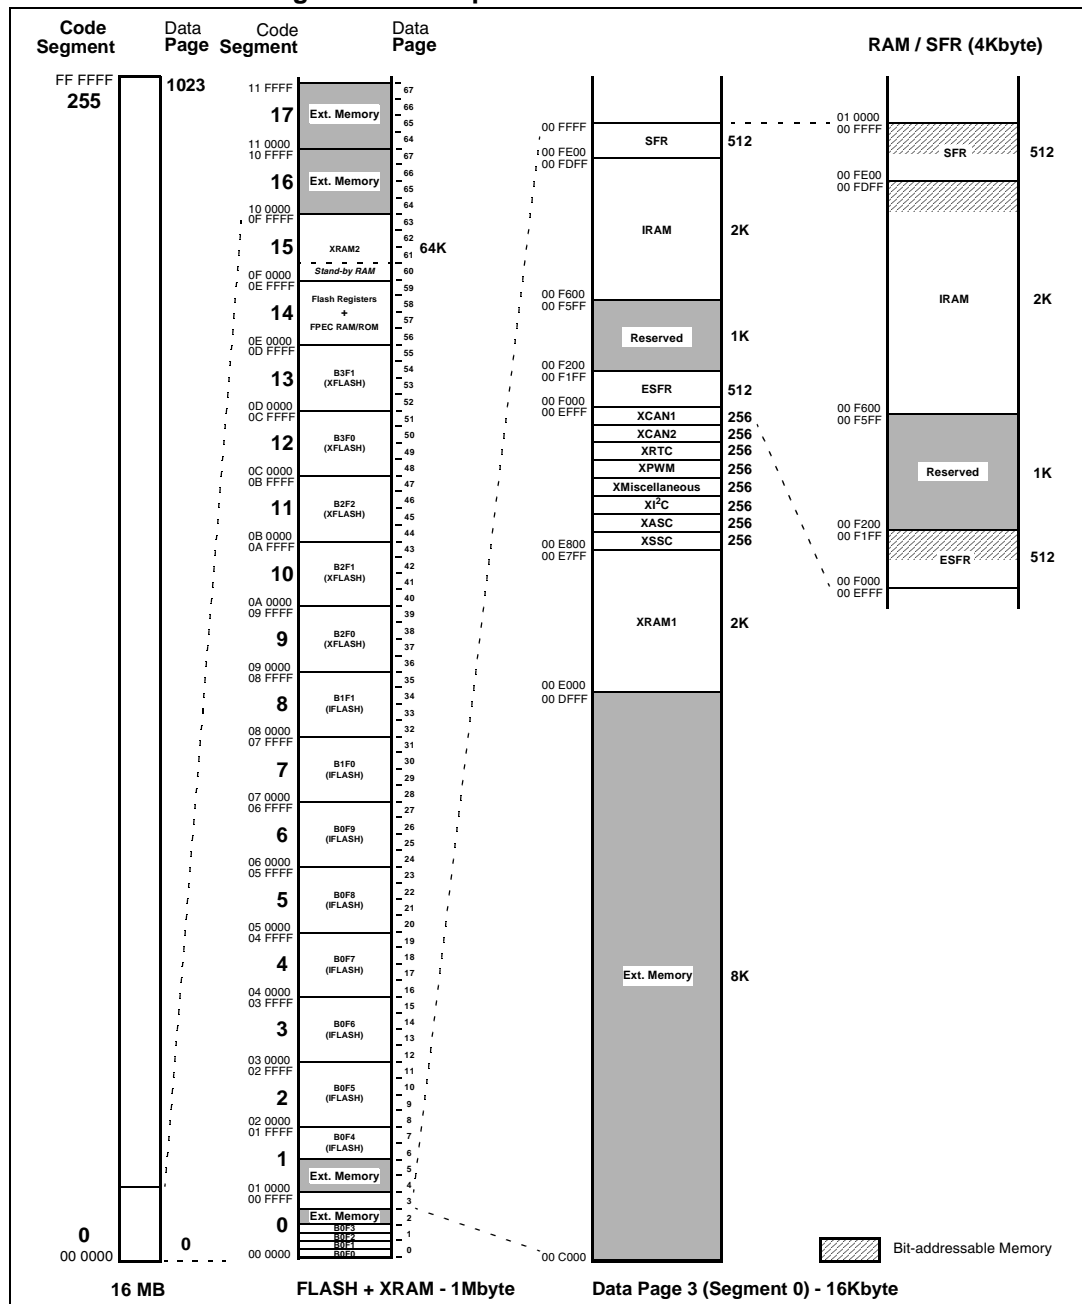 Code Segment
Data Page
Code Segment
Data Page
RAM / SFR (4Kbyte)
FF FFFF
255
1023
0
00 0000
0
16 MB
11 FFFF
17
Ext. Memory
67
66
65
64
11 0000
10 FFFF
16
Ext. Memory
67
66
65
64
10 0000
0F FFFF
15
XRAM2
Stand-by RAM
64K
63
62
61
60
0F 0000
0E FFFF
14
Flash Registers
+
FPEC RAM/ROM
59
58
57
56
0E 0000
0D FFFF
13
B3F1
(XFLASH)
55
54
53
52
0D 0000
0C FFFF
12
B3F0
(XFLASH)
51
50
49
48
0C 0000
0B FFFF
11
B2F2
(XFLASH)
47
46
45
44
0B 0000
0A FFFF
10
B2F1
(XFLASH)
43
42
41
40
0A 0000
09 FFFF
9
B2F0
(XFLASH)
39
38
37
36
09 0000
08 FFFF
8
B1F1
(IFLASH)
35
34
33
32
08 0000
07 FFFF
7
B1F0
(IFLASH)
31
30
29
28
07 0000
06 FFFF
6
B0F9
(IFLASH)
27
26
25
24
06 0000
05 FFFF
5
B0F8
(IFLASH)
23
22
21
20
05 0000
04 FFFF
4
B0F7
(IFLASH)
19
18
17
16
04 0000
03 FFFF
3
B0F6
(IFLASH)
15
14
13
12
03 0000
02 FFFF
2
B0F5
(IFLASH)
11
10
9
8
02 0000
01 FFFF
1
B0F4
(IFLASH)
Ext. Memory
7
6
5
4
01 0000
00 FFFF
0
Ext. Memory
B0F3
B0F2
B0F1
B0F0
3
2
1
0
00 0000
FLASH + XRAM - 1Mbyte
00 FFFF
SFR
512
00 FE00
00 FDFF
IRAM
2K
00 F600
00 F5FF
Reserved
1K
00 F200
00 F1FF
ESFR
512
00 F000
00 EFFF
XCAN1
256
XCAN2
256
XRTC
256
XPWM
256
XMiscellaneous
256
XI2C
256
XASC
256
XSSC
256
00 E800
00 E7FF
XRAM1
2K
00 E000
00 DFFF
Ext. Memory
8K
00 C000
Data Page 3 (Segment 0) - 16Kbyte
01 0000
00 FFFF
SFR
512
00 FE00
00 FDFF
IRAM
2K
00 F600
00 F5FF
Reserved
1K
00 F200
00 F1FF
ESFR
512
00 F000
00 EFFF
Bit-addressable Memory